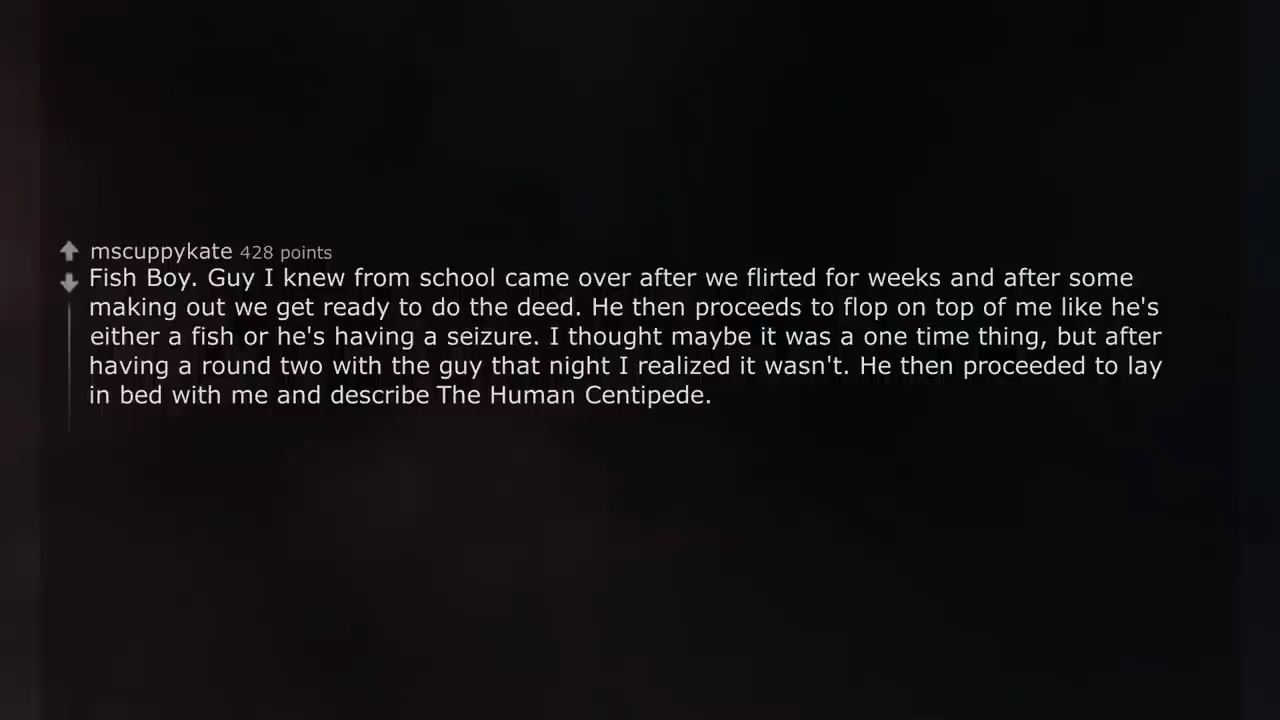 mscuppykate 428 points
Fish Boy. Guy I knew from school came over after we flirted for weeks and after some
making out we get ready to do the deed. He then proceeds to flop on top of me like he's
either a fish or he's having a seizure. I thought maybe it was a one time thing, but after
having a round two with the guy that night I realized it wasn't. He then proceeded to lay
in bed with me and describe The Human Centipede.